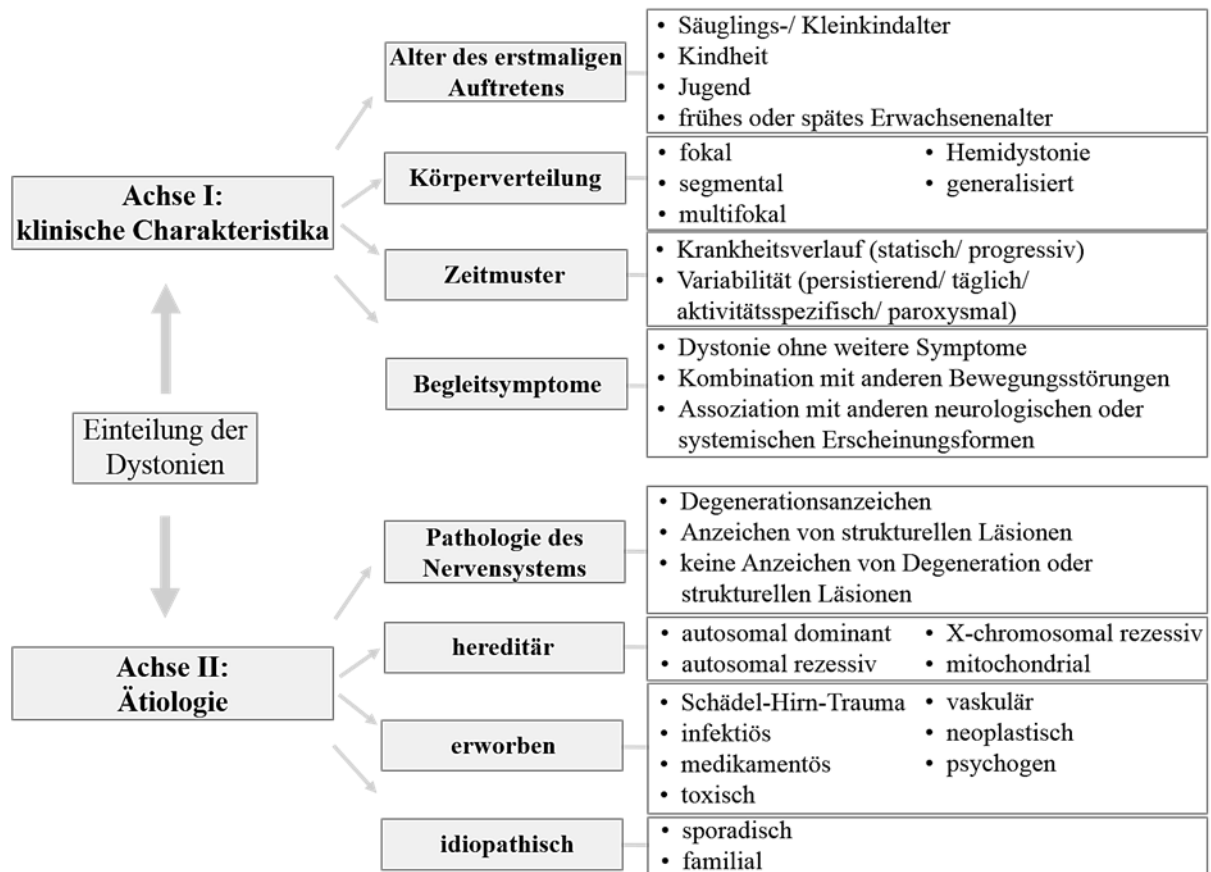 Alter des erstmaligen
Auftretens
• Säuglings-/ Kleinkindalter
• Kindheit
• Jugend
• frühes oder spätes Erwachsenenalter
Achse I:
klinische Charakteristika
Körperverteilung
• fokal
• segmental
• multifokal
• Hemidystonie
• generalisiert
Zeitmuster
• Krankheitsverlauf (statisch/ progressiv)
• Variabilität (persistierend/ täglich/
aktivitätsspezifisch/ paroxysmal)
Begleitsymptome
• Dystonie ohne weitere Symptome
• Kombination mit anderen Bewegungsstörungen
• Assoziation mit anderen neurologischen oder
systemischen Erscheinungsformen
Einteilung der
Dystonien
Pathologie des
Nervensystems
• Degenerationsanzeichen
• Anzeichen von strukturellen Läsionen
• keine Anzeichen von Degeneration oder
strukturellen Läsionen
Achse II:
Ätiologie
hereditär
• autosomal dominant
• autosomal rezessiv
• X-chromosomal rezessiv
• mitochondrial
erworben
• Schädel-Hirn-Trauma
• infektiös
• medikamentös
• toxisch
• vaskulär
• neoplastisch
• psychogen
idiopathisch
• sporadisch
• familial